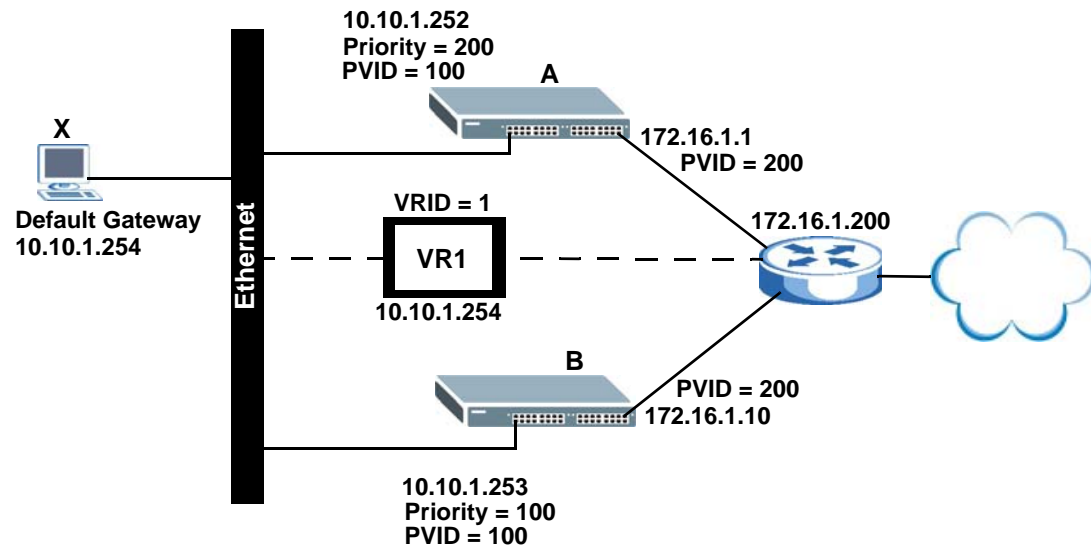 10.10.1.252
Priority = 200
PVID = 100
A
X
172.16.1.1
PVID = 200
Default Gateway
10.10.1.254
Ethernet
VRID = 1
VR1
10.10.1.254
172.16.1.200
B
PVID = 200
172.16.1.10
10.10.1.253
Priority = 100
PVID = 100